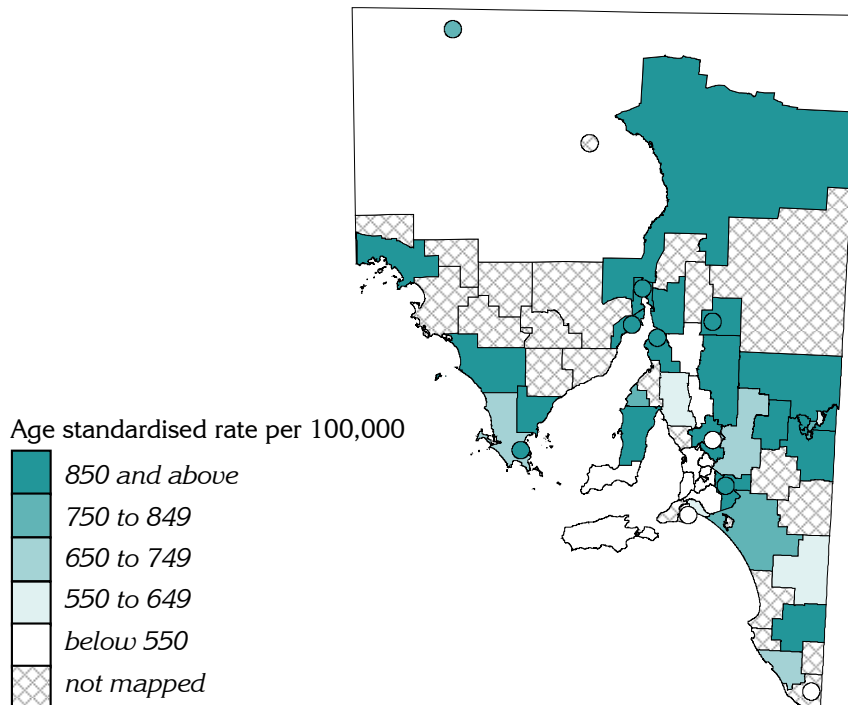 Age standardised rate per 100,000
850 and above
750 to 849
650 to 749
550 to 649
below 550
not mapped